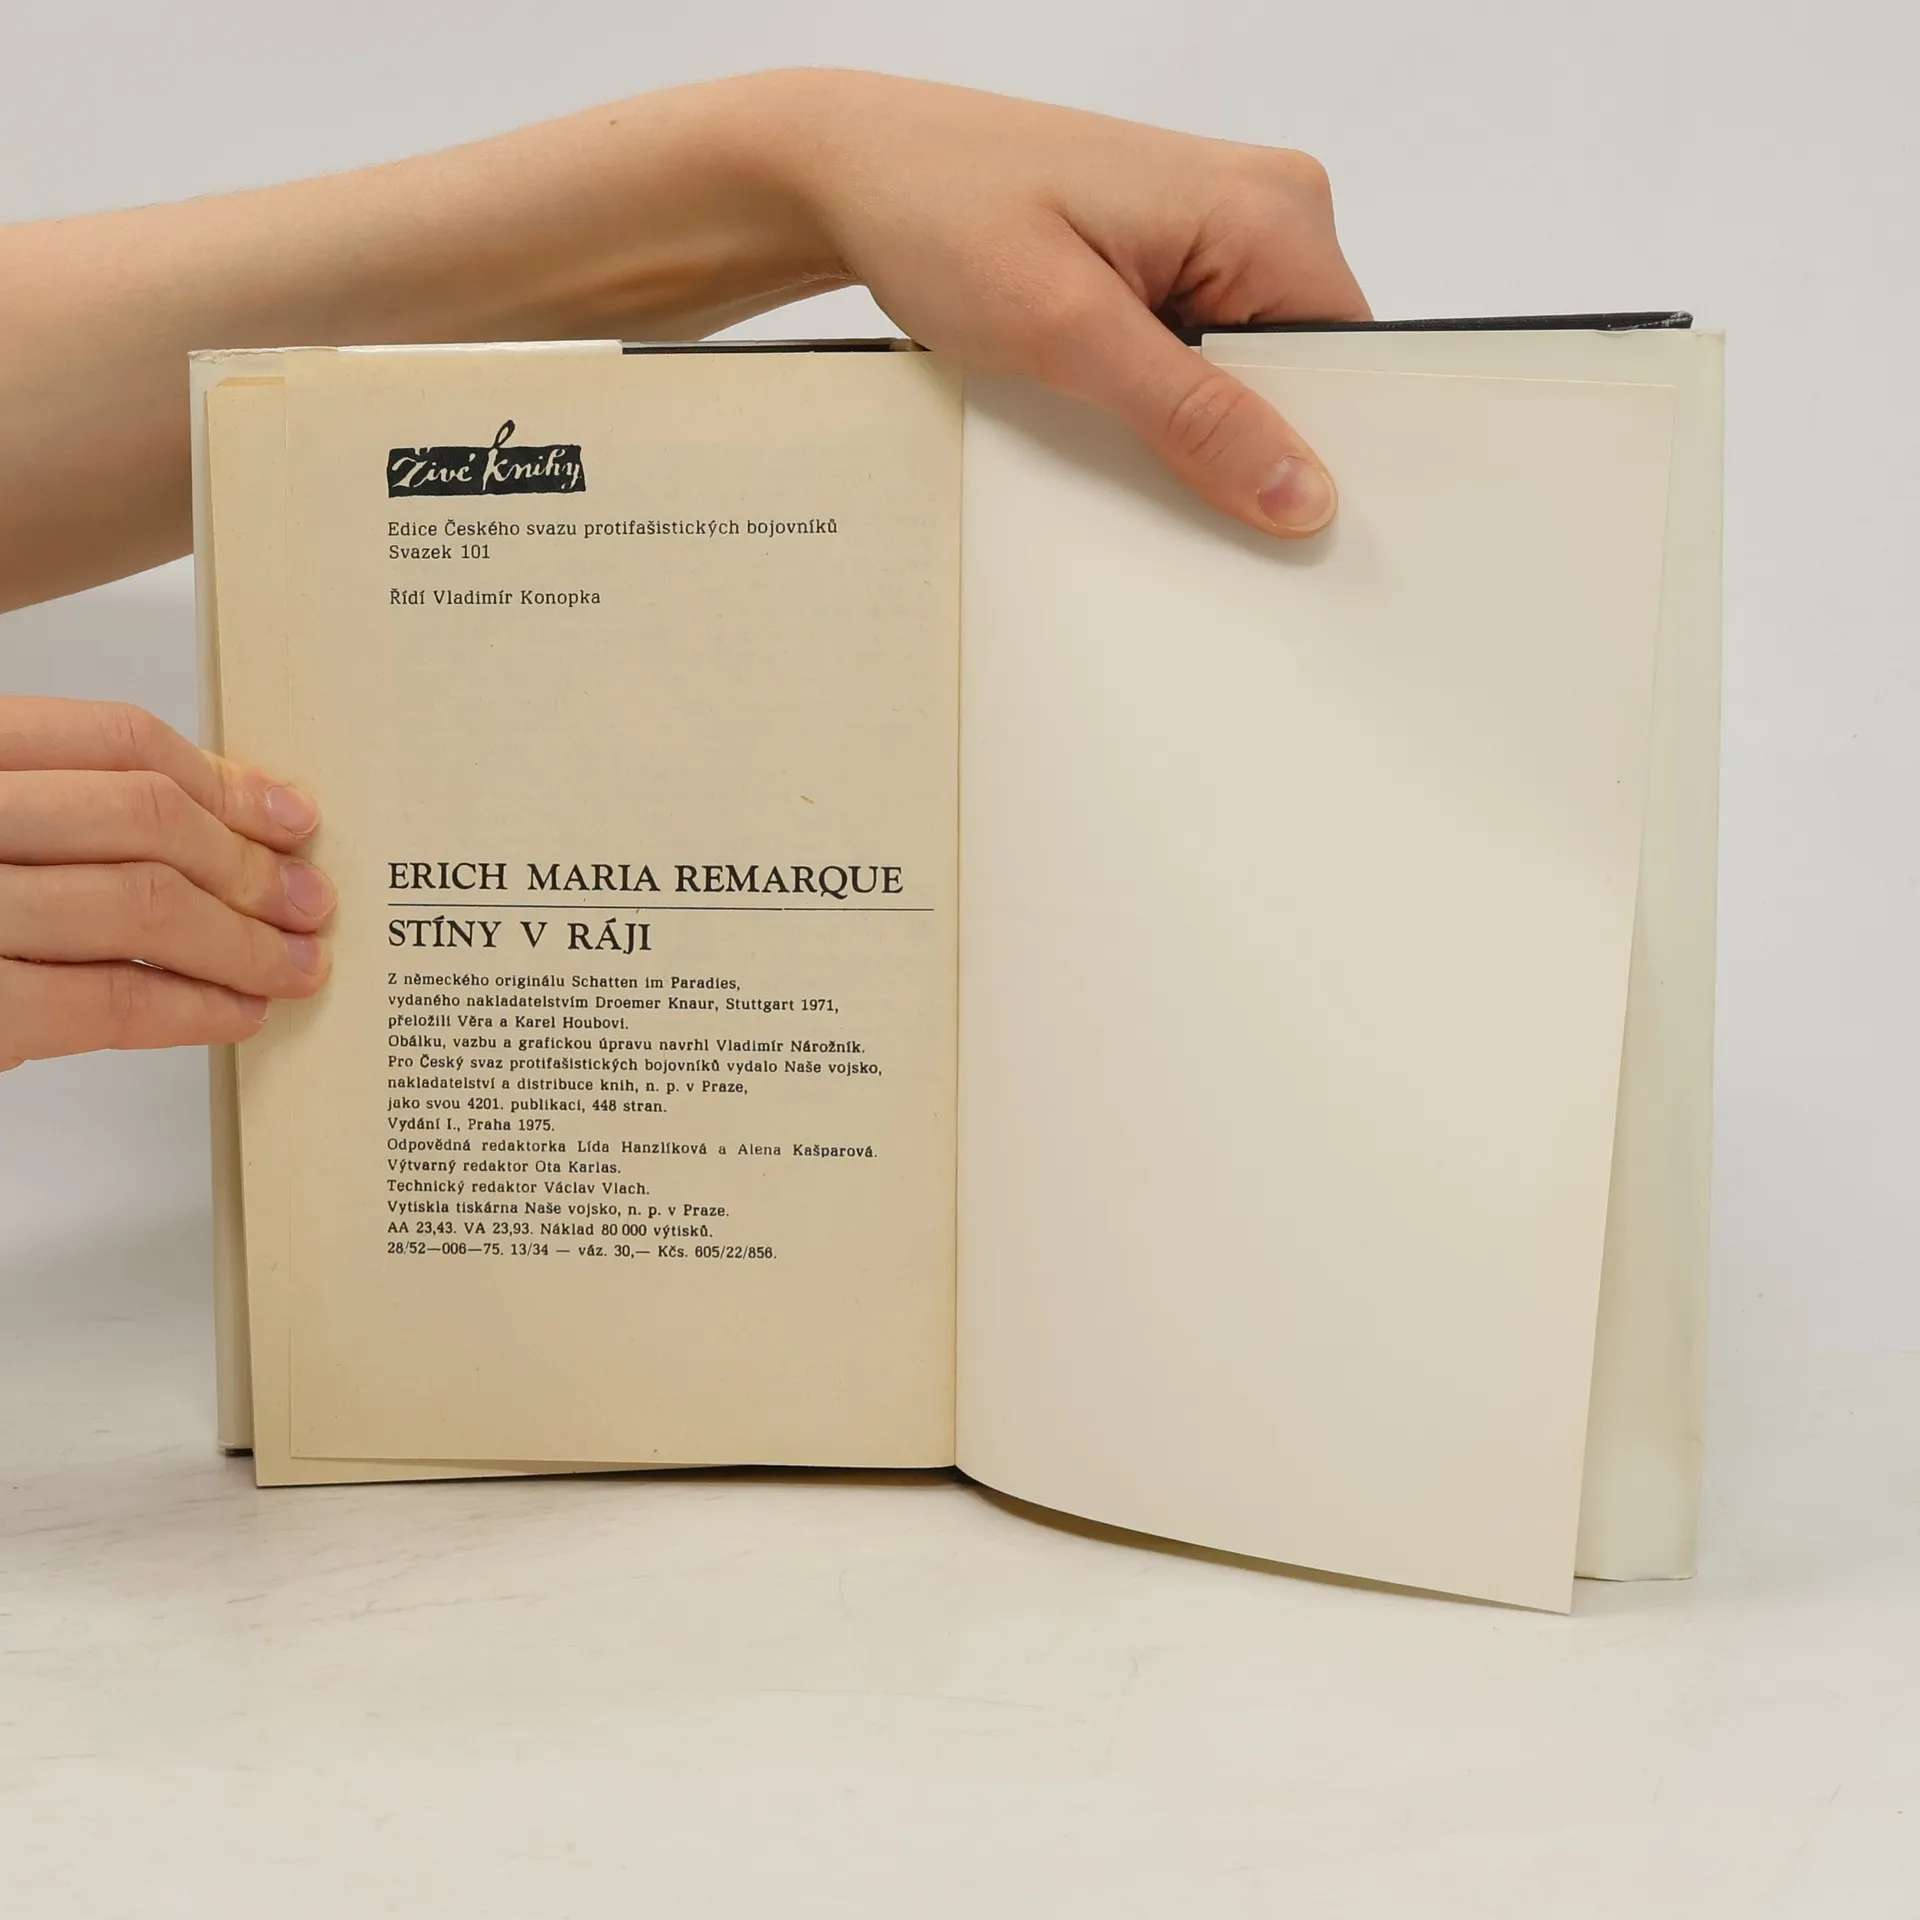 Živé knihy
Edice Českého svazu protifašistických bojovníků
Svazek 101
Řídí Vladimír Konopka
ERICH MARIA REMARQUE
STÍNY V RÁJI
Z německého originálu Schatten im Paradies,
vydaného nakladatelstvím Droemer Knaur, Stuttgart 1971,
přeložili Věra a Karel Houbovi.
Obálku, vazbu a grafickou úpravu navrhl Vladimír Nárožník.
Pro Český svaz protifašistických bojovníků vydalo Naše vojsko,
nakladatelství a distribuce knih, n. p. v Praze,
jako svou 4201. publikaci, 448 stran.
Vydání I., Praha 1975.
Odpovědná redaktorka Lída Hanzlíková a Alena Kašparová.
Výtvarný redaktor Ota Karlas.
Technický redaktor Václav Vlach.
Vytiskla tiskárna Naše vojsko, n. p. v Praze.
AA 23,43. VA 23,93. Náklad 80 000 výtisků.
28/52—006—75. 13/34 — váz. 30,— Kčs. 605/22/856.